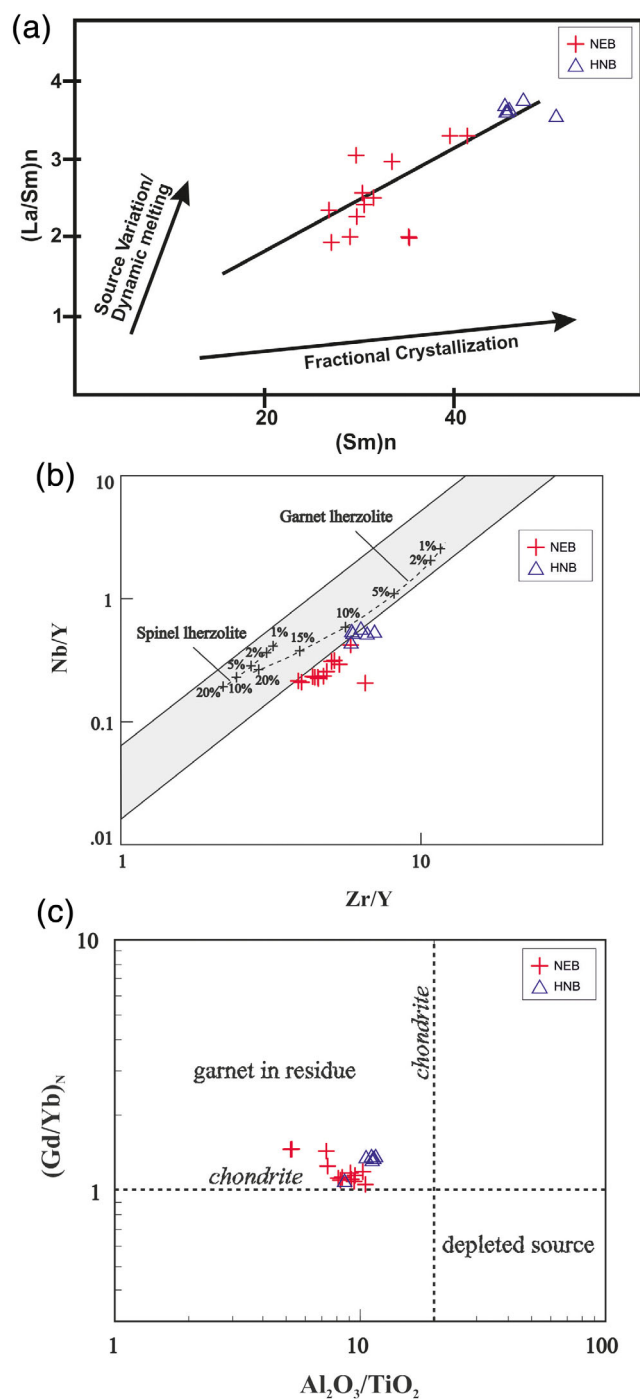 (a)
NEB
HNB
4
3
2
1
(La/Sm)n
Source Variation/
Dynamic melting
Fractional Crystallization
20
40
(Sm)n
(b)
10
1
0.1
.01
Nb/Y
Garnet lherzolite
NEB
HNB
1%
2%
5%
10%
15%
20%
Spinel lherzolite
1%
2%
5%
10%
20%
1
10
Zr/Y
(c)
10
1
(Gd/Yb)N
NEB
HNB
chondrite
garnet in residue
chondrite
depleted source
1
10
100
Al₂O₃/TiO₂